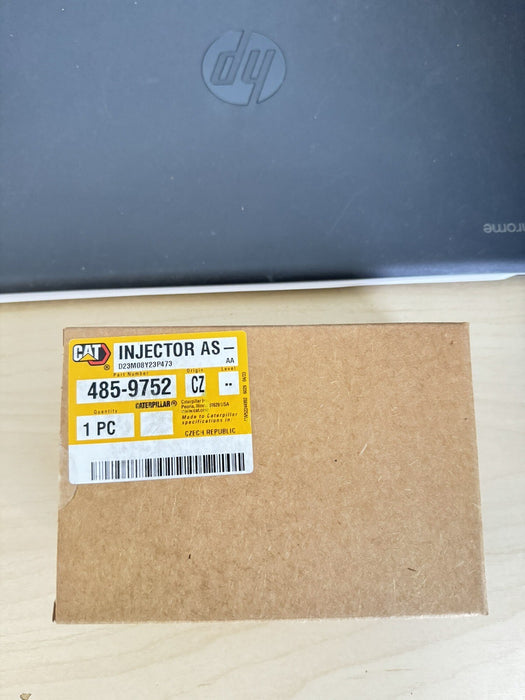 hp
chrome
CAT
INJECTOR AS-
D23M08Y23P473
AA
Part Number
Origin
Level
485-9752
CZ
--
Quantity
CATERPILLAR®
1 PC
Made to Caterpillar
specifications in
CZECH REPUBLIC